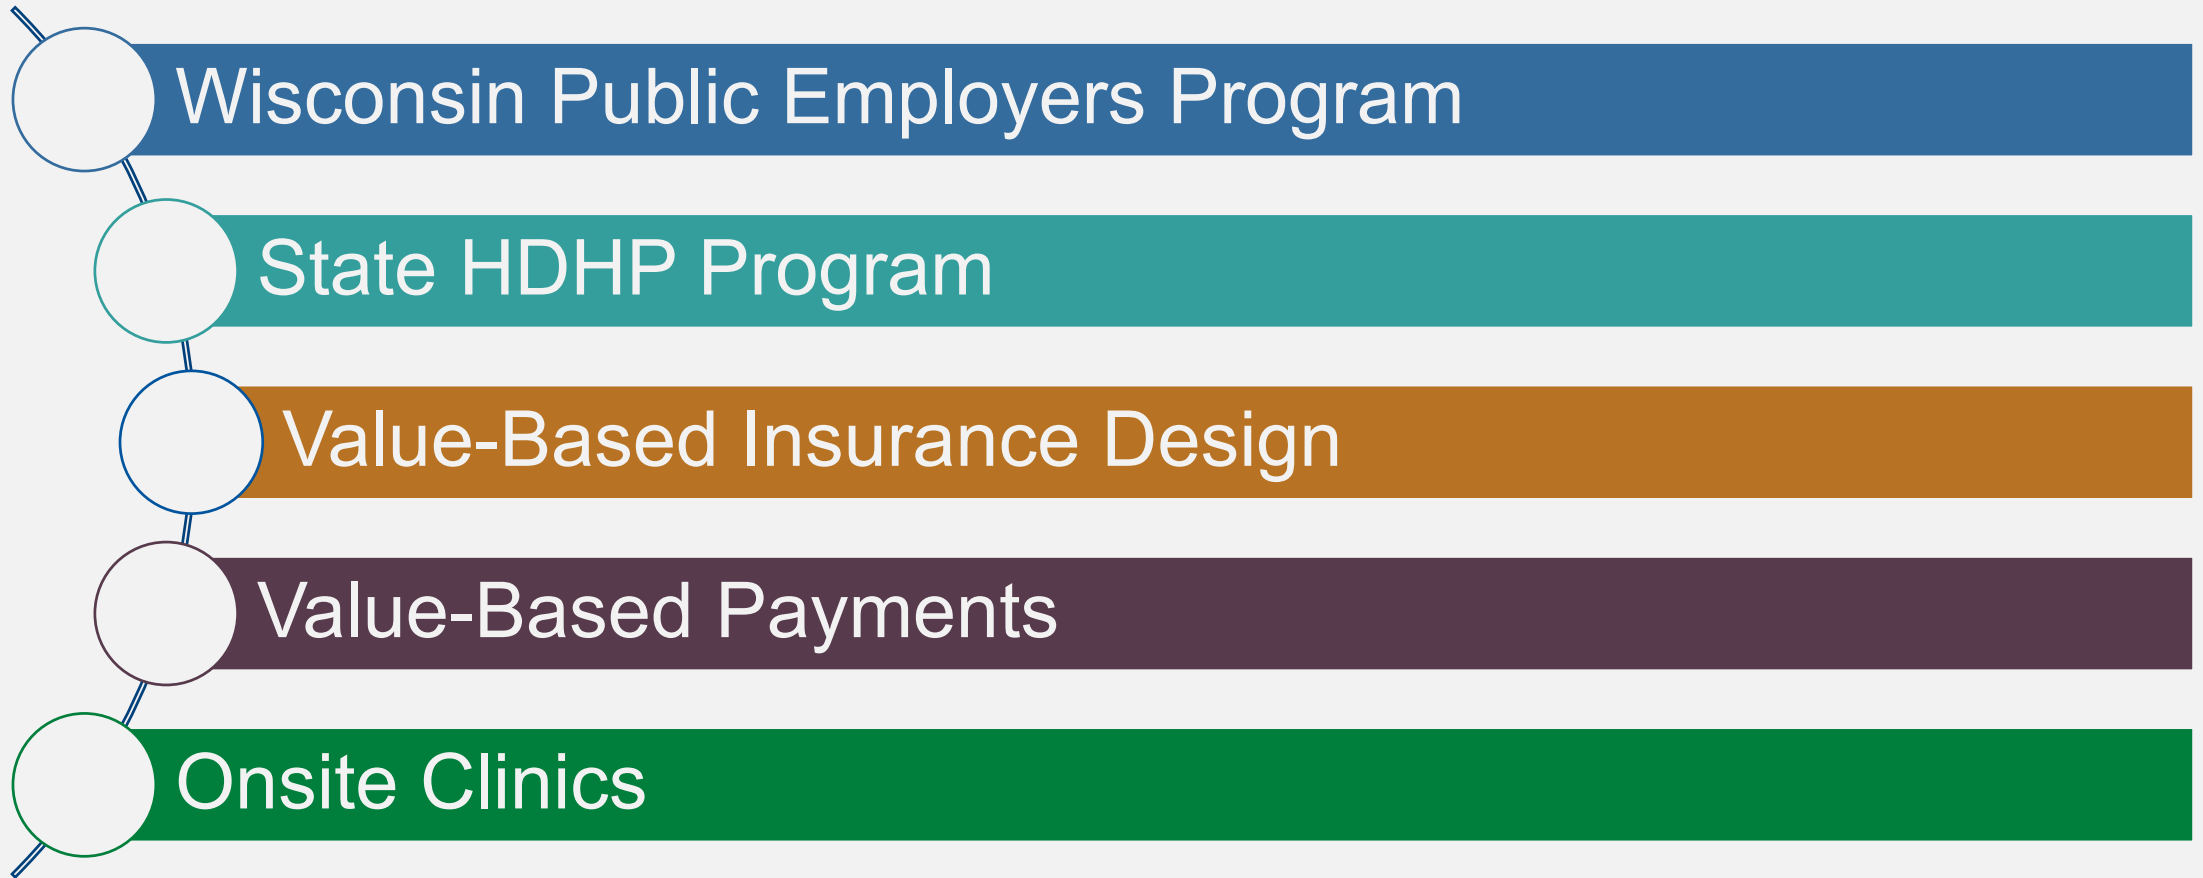 Wisconsin Public Employers Program
State HDHP Program
Value-Based Insurance Design
Value-Based Payments
Onsite Clinics